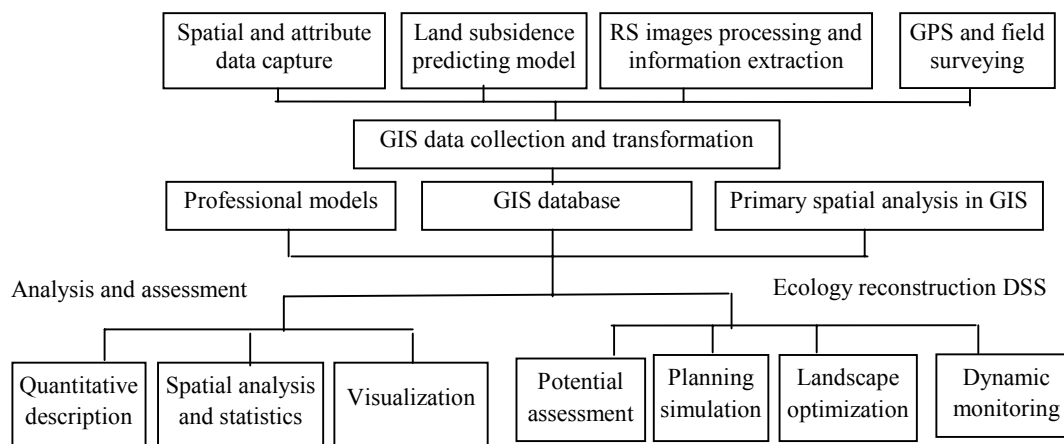 Spatial and attribute
data capture
Land subsidence
predicting model
RS images processing and
information extraction
GPS and field
surveying
GIS data collection and transformation
Professional models
GIS database
Primary spatial analysis in GIS
Analysis and assessment
Ecology reconstruction DSS
Quantitative
description
Spatial analysis
and statistics
Visualization
Potential
assessment
Planning
simulation
Landscape
optimization
Dynamic
monitoring